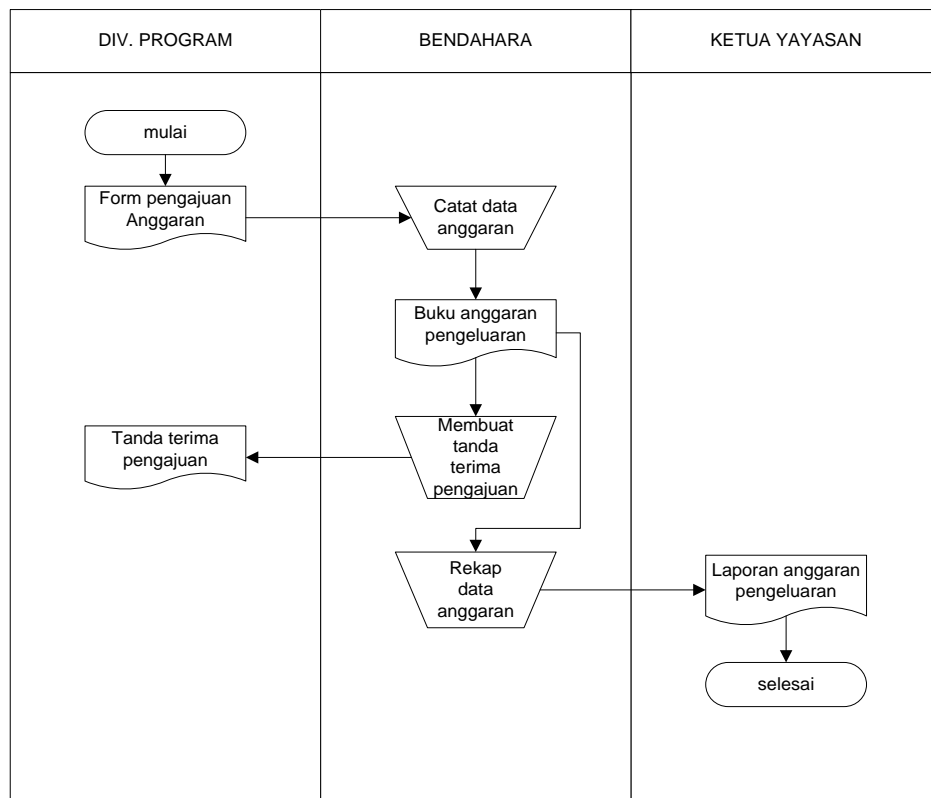 DIV. PROGRAM
BENDAHARA
KETUA YAYASAN
mulai
Form pengajuan
Anggaran
Catat data
anggaran
Buku anggaran
pengeluaran
Tanda terima
pengajuan
Membuat
tanda
terima
pengajuan
Rekap
data
anggaran
Laporan anggaran
pengeluaran
selesai